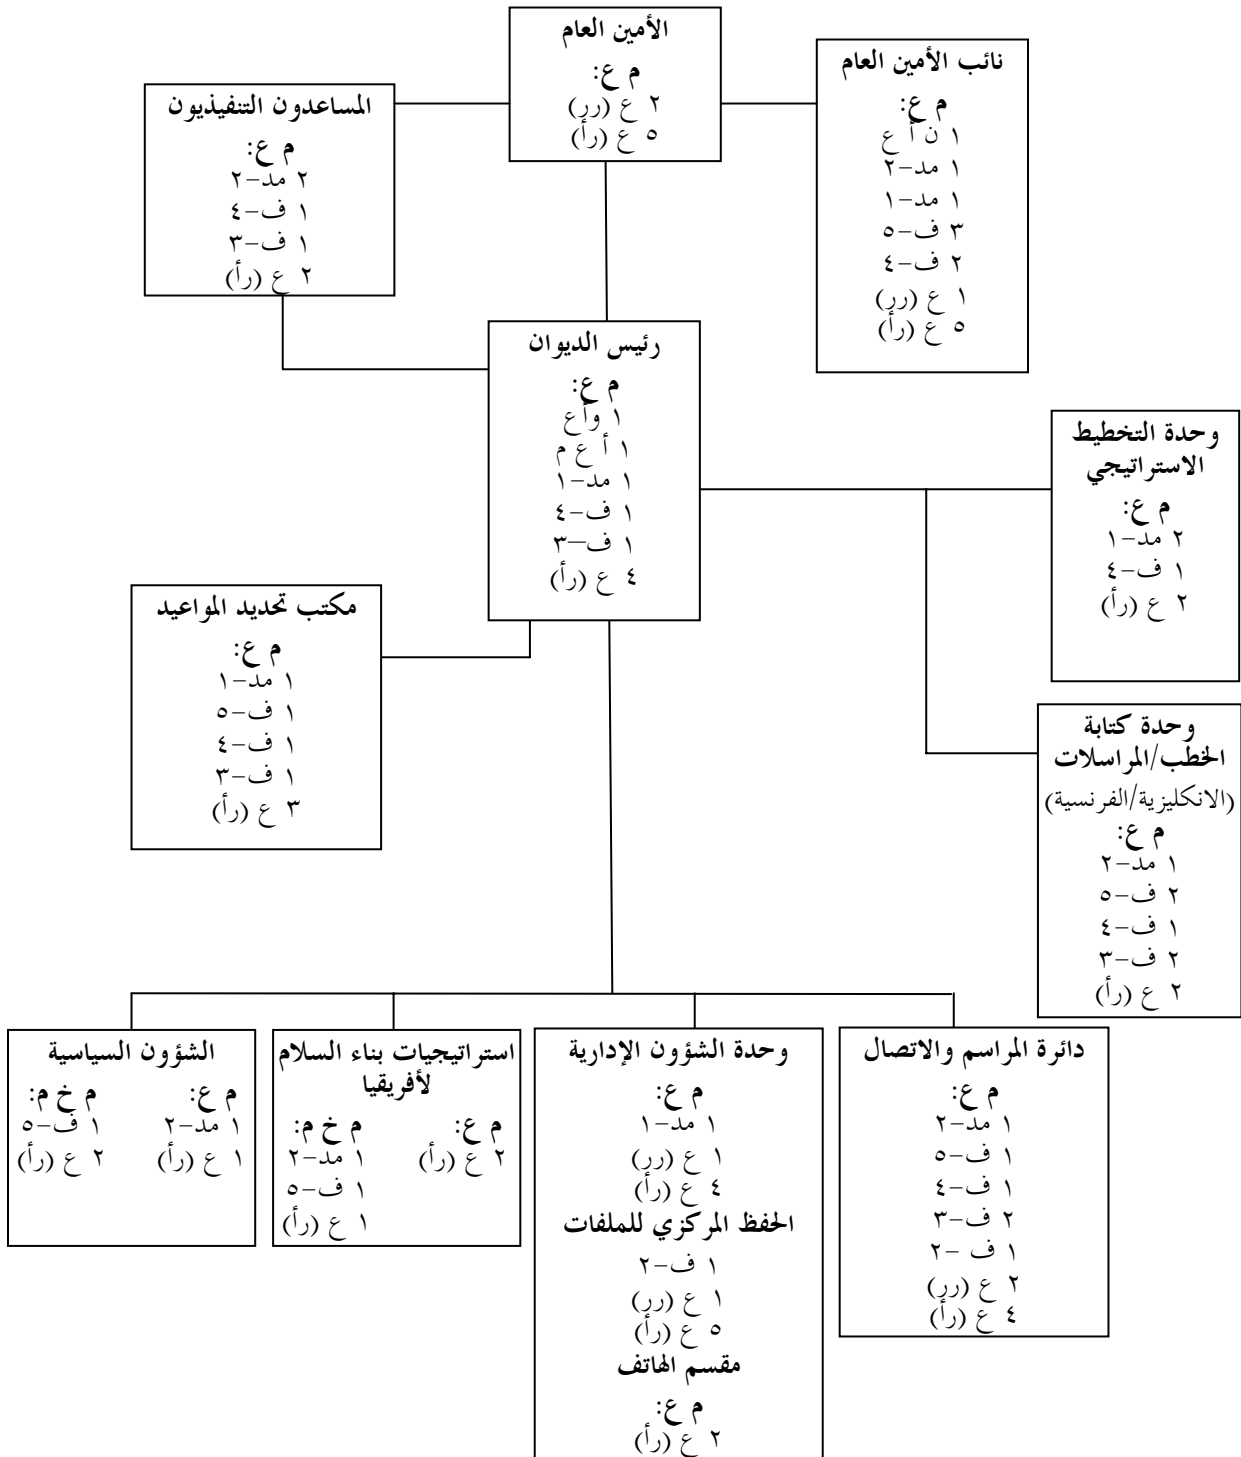 الأمين العام
م ع:
٢ ع (رر)
٥ ع (رأ)
نائب الأمين العام
م ع:
١ ن أ ع
١ مد-٢
١ مد-١
٣ ف-٥
٢ ف-٤
١ ع (رر)
٥ ع (رأ)
المساعدون التنفيذيون
م ع:
٢ مد-٢
١ ف-٤
١ ف-٣
٢ ع (رأ)
رئيس الديوان
م ع:
١ وأع
١ أ ع م
١ مد-١
١ ف-٤
١ ف-٣
٤ ع (رأ)
وحدة التخطيط
الاستراتيجي
م ع:
٢ مد-١
١ ف-٤
٢ ع (رأ)
مكتب تحديد المواعيد
م ع:
١ مد-١
١ ف-٥
١ ف-٤
١ ف-٣
٣ ع (رأ)
وحدة كتابة
الخطب/المراسلات
(الانكليزية/الفرنسية)
م ع:
١ مد-٢
٢ ف-٥
١ ف-٤
٢ ف-٣
٢ ع (رأ)
دائرة المراسم والاتصال
م ع:
١ مد-٢
١ ف-٥
١ ف-٤
٢ ف-٣
١ ف -٢
٢ ع (رر)
٤ ع (رأ)
وحدة الشؤون الإدارية
م ع:
١ مد-١
١ ع (رر)
٤ ع (رأ)
الحفظ المركزي للملفات
١ ف-٢
١ ع (رر)
٥ ع (رأ)
مقسم الهاتف
م ع:
٢ ع (رأ)
استراتيجيات بناء السلام
لأفريقيا
م ع: م خ م:
٢ ع (رأ) ١ مد-٢
١ ف-٥
١ ع (رأ)
الشؤون السياسية
م ع: م خ م:
١ مد-٢ ١ ف-٥
١ ع (رأ) ٢ ع (رأ)